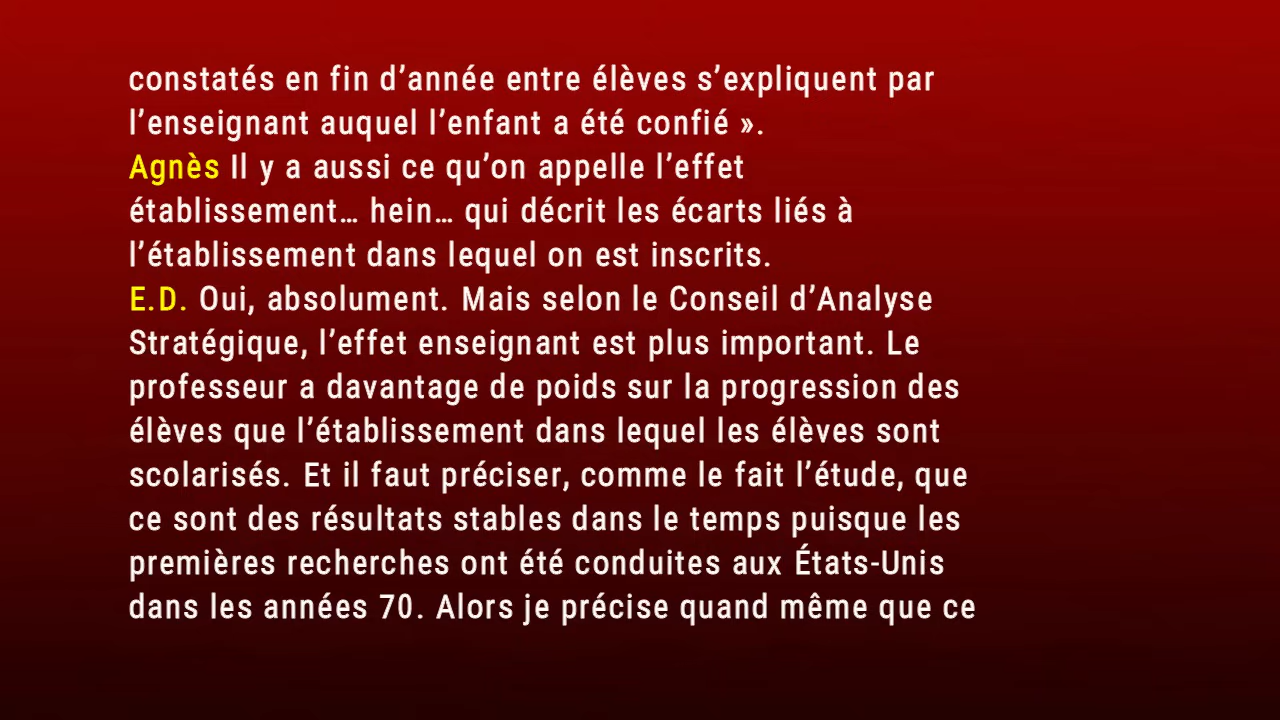 constatés en fin d’année entre élèves s’expliquent par
l’enseignant auquel l’enfant a été confié ».
Agnès Il y a aussi ce qu’on appelle l’effet
établissement… hein… qui décrit les écarts liés à
l’établissement dans lequel on est inscrits.
E.D. Oui, absolument. Mais selon le Conseil d’Analyse
Stratégique, l’effet enseignant est plus important. Le
professeur a davantage de poids sur la progression des
élèves que l’établissement dans lequel les élèves sont
scolarisés. Et il faut préciser, comme le fait l’étude, que
ce sont des résultats stables dans le temps puisque les
premières recherches ont été conduites aux États-Unis
dans les années 70. Alors je précise quand même que ce